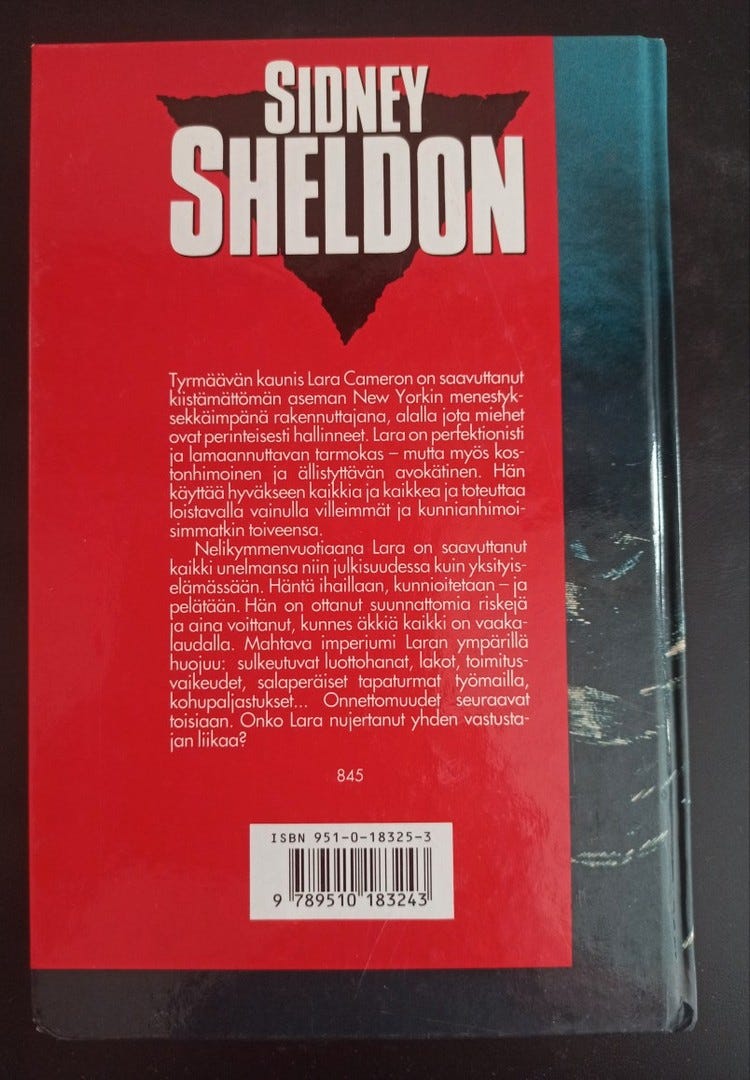 SIDNEY
SHELDON
Tyrmäävän kaunis Lara Cameron on saavuttanut
kiistämättömän aseman New Yorkin menestyk-
sekkäimpänä rakennuttajana, alalla jota miehet
ovat perinteisesti hallinneet. Lara on perfektionisti
ja lamaannuttavan tarmokas – mutta myös kos-
tonhimoinen ja ällistyttävän avokätinen. Hän
käyttää hyväkseen kaikkia ja kaikkea ja toteuttaa
loistavalla vainulla villeimmät ja kunnianhimoi-
simmatkin toiveensa.
Nelikymmenvuotiaana Lara on saavuttanut
kaikki unelmansa niin julkisuudessa kuin yksityis-
elämässään. Häntä ihaillaan, kunnioitetaan – ja
pelätään. Hän on ottanut suunnattomia riskejä
ja aina voittanut, kunnes äkkiä kaikki on vaaka-
laudalla. Mahtava imperiumi Laran ympärillä
huojuu: sulkeutuvat luottohanat, lakot, toimitus-
vaikeudet, salaperäiset tapaturmat työmailla,
kohupaljastukset... Onnettomuudet seuraavat
toisiaan. Onko Lara nujertanut yhden vastusta-
jan liikaa?
845
ISBN 951-0-18325-3
9 789510 183243